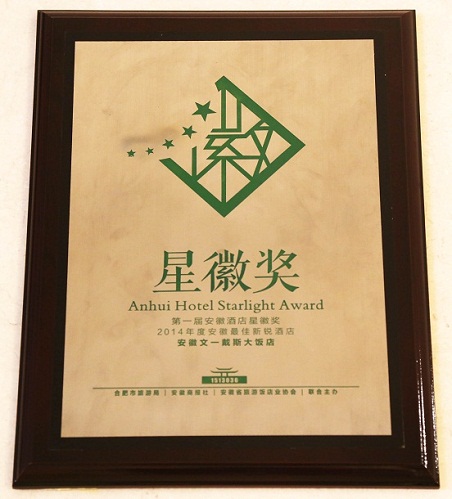 星徽奖
Anhui Hotel Starlight Award
第一届安徽酒店星徽奖
2014年度安徽最佳新锐酒店
安徽文一戴斯大饭店
1513626
合肥市旅游局 | 安徽商报社 | 安徽省旅游饭店业协会 | 联合主办